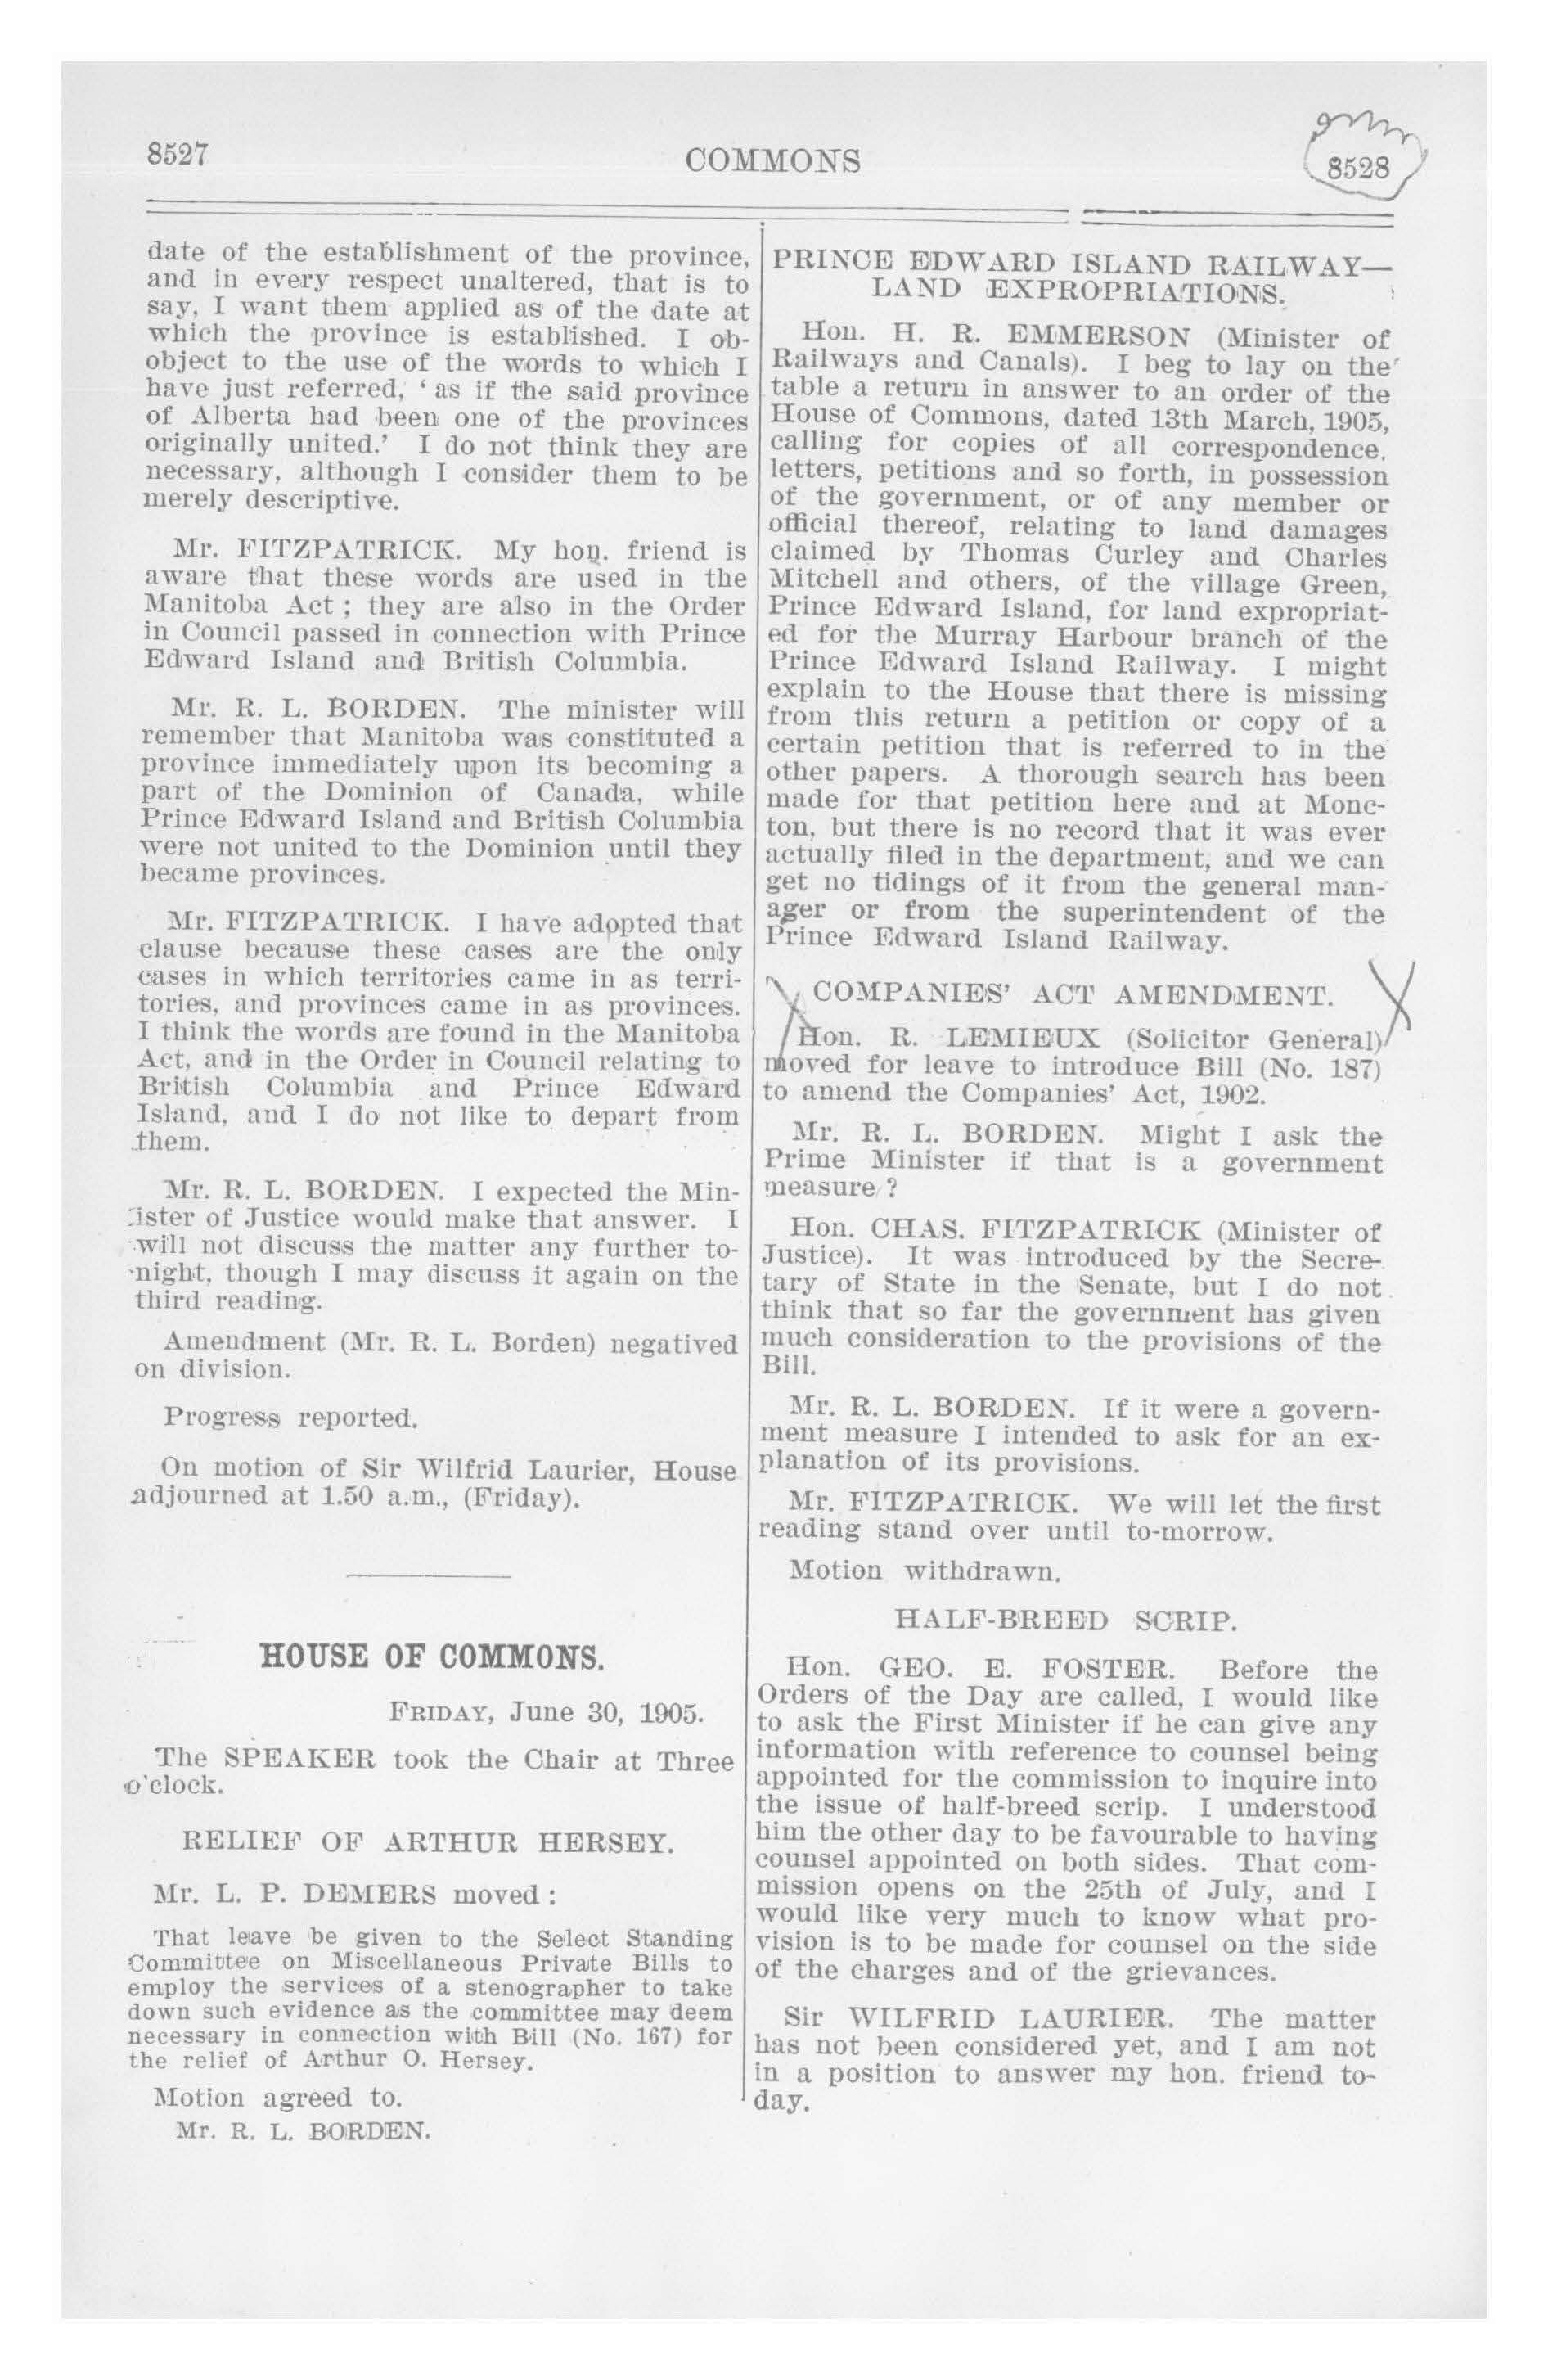 8527
COMMONS
8528
date of the establishment of the province,
and in every respect unaltered, that is to
say, I want them applied as of the date at
which the province is established. I ob-
object to the use of the words to which I
have just referred, ‘ as if the said province
of Alberta had been one of the provinces
originally united.’ I do not think they are
necessary, although I consider them to be
merely descriptive.
Mr. FITZPATRICK. My hon. friend is
aware that these words are used in the
Manitoba Act ; they are also in the Order
in Council passed in connection with Prince
Edward Island and British Columbia.
Mr. R. L. BORDEN. The minister will
remember that Manitoba was constituted a
province immediately upon its becoming a
part of the Dominion of Canada, while
Prince Edward Island and British Columbia
were not united to the Dominion until they
became provinces.
Mr. FITZPATRICK. I have adopted that
clause because these cases are the only
cases in which territories came in as terri-
tories, and provinces came in as provinces.
I think the words are found in the Manitoba
Act, and in the Order in Council relating to
British Columbia and Prince Edward
Island, and I do not like to depart from
them.
Mr. R. L. BORDEN. I expected the Min-
ister of Justice would make that answer. I
will not discuss the matter any further to-
night, though I may discuss it again on the
third reading.
Amendment (Mr. R. L. Borden) negatived
on division.
Progress reported.
On motion of Sir Wilfrid Laurier, House
adjourned at 1.50 a.m., (Friday).
HOUSE OF COMMONS.
FRIDAY, June 30, 1905.
The SPEAKER took the Chair at Three
o'clock.
RELIEF OF ARTHUR HERSEY.
Mr. L. P. DEMERS moved :
That leave be given to the Select Standing
Committee on Miscellaneous Private Bills to
employ the services of a stenographer to take
down such evidence as the committee may deem
necessary in connection with Bill (No. 167) for
the relief of Arthur O. Hersey.
Motion agreed to.
Mr. R. L. BORDEN.
PRINCE EDWARD ISLAND RAILWAY—
LAND EXPROPRIATIONS.
Hon. H. R. EMMERSON (Minister of
Railways and Canals). I beg to lay on the
table a return in answer to an order of the
House of Commons, dated 13th March, 1905,
calling for copies of all correspondence,
letters, petitions and so forth, in possession
of the government, or of any member or
official thereof, relating to land damages
claimed by Thomas Curley and Charles
Mitchell and others, of the village Green,
Prince Edward Island, for land expropriat-
ed for the Murray Harbour branch of the
Prince Edward Island Railway. I might
explain to the House that there is missing
from this return a petition or copy of a
certain petition that is referred to in the
other papers. A thorough search has been
made for that petition here and at Monc-
ton, but there is no record that it was ever
actually filed in the department, and we can
get no tidings of it from the general man-
ager or from the superintendent of the
Prince Edward Island Railway.
COMPANIES' ACT AMENDMENT.
Hon. R. LEMIEUX (Solicitor General)
moved for leave to introduce Bill (No. 187)
to amend the Companies' Act, 1902.
Mr. R. L. BORDEN. Might I ask the
Prime Minister if that is a government
measure ?
Hon. CHAS. FITZPATRICK (Minister of
Justice). It was introduced by the Secre-
tary of State in the Senate, but I do not
think that so far the government has given
much consideration to the provisions of the
Bill.
Mr. R. L. BORDEN. If it were a govern-
ment measure I intended to ask for an ex-
planation of its provisions.
Mr. FITZPATRICK. We will let the first
reading stand over until to-morrow.
Motion withdrawn.
HALF-BREED SCRIP.
Hon. GEO. E. FOSTER. Before the
Orders of the Day are called, I would like
to ask the First Minister if he can give any
information with reference to counsel being
appointed for the commission to inquire into
the issue of half-breed scrip. I understood
him the other day to be favourable to having
counsel appointed on both sides. That com-
mission opens on the 25th of July, and I
would like very much to know what pro-
vision is to be made for counsel on the side
of the charges and of the grievances.
Sir WILFRID LAURIER. The matter
has not been considered yet, and I am not
in a position to answer my hon. friend to-
day.